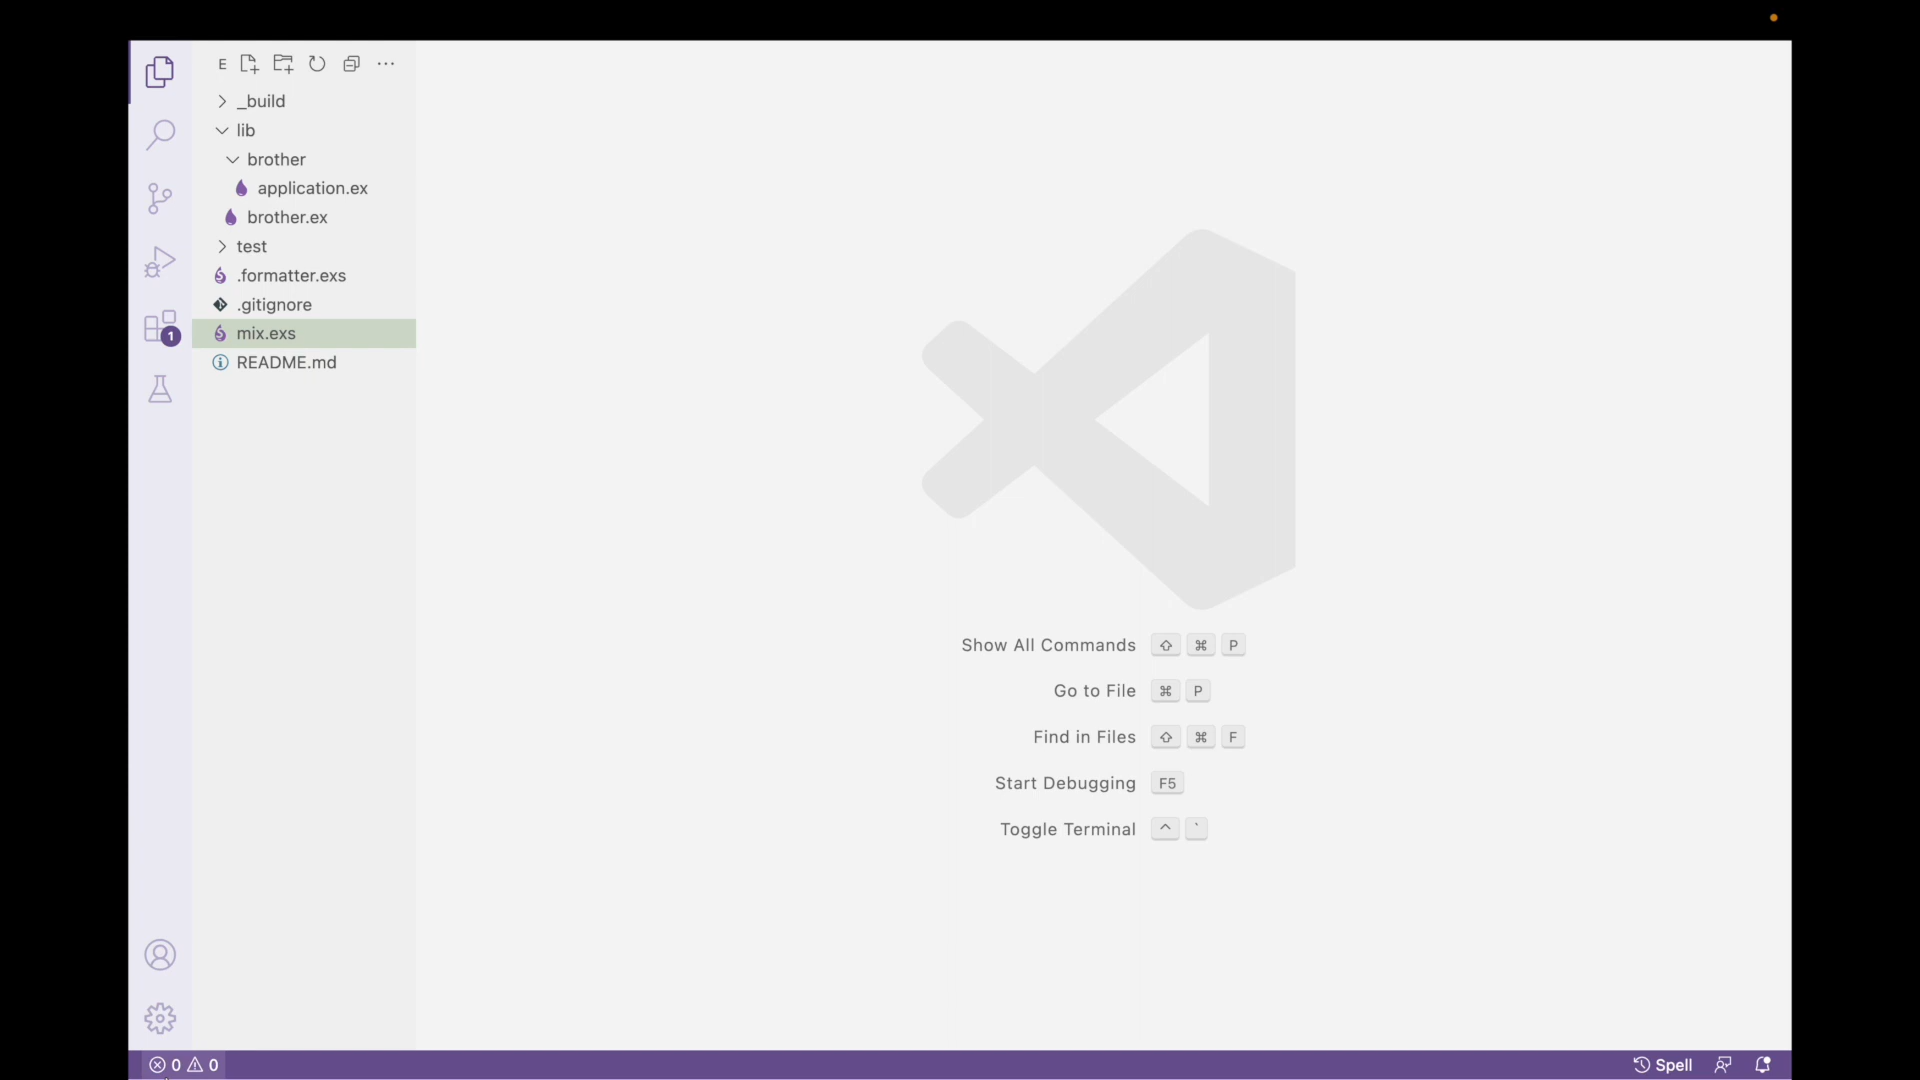 E
_build
lib
brother
application.ex
brother.ex
test
.formatter.exs
.gitignore
mix.exs
README.md
1
Show All Commands ⇧ ⌘ P
Go to File ⌘ P
Find in Files ⇧ ⌘ F
Start Debugging F5
Toggle Terminal ^ `
0 0
Spell